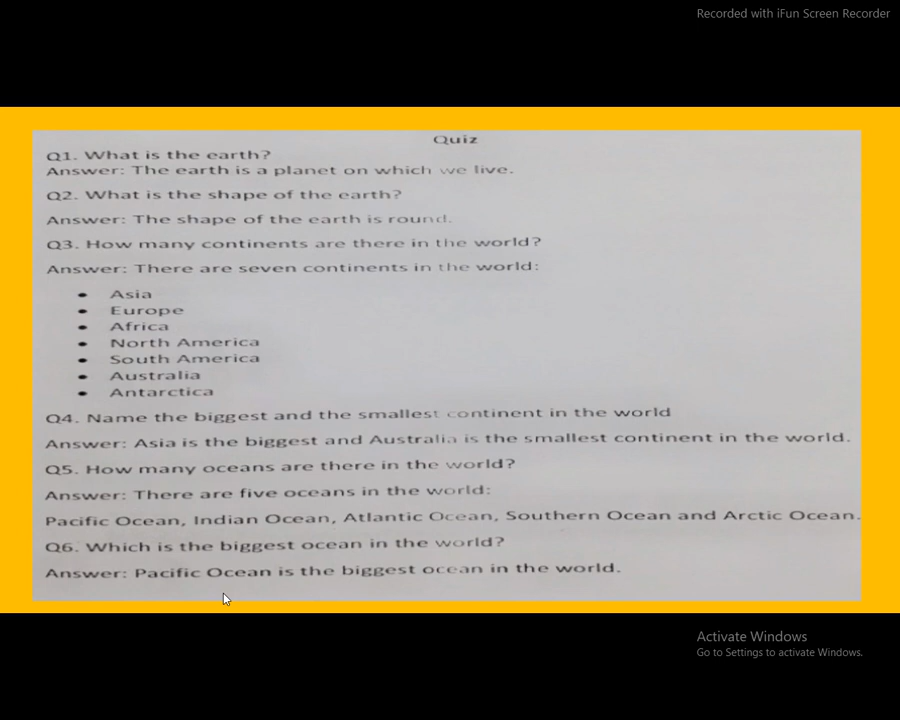 Recorded with iFun Screen Recorder
Quiz
Q1. What is the earth?
Answer: The earth is a planet on which we live.
Q2. What is the shape of the earth?
Answer: The shape of the earth is round.
Q3. How many continents are there in the world?
Answer: There are seven continents in the world:
• Asia
• Europe
• Africa
• North America
• South America
• Australia
• Antarctica
Q4. Name the biggest and the smallest continent in the world
Answer: Asia is the biggest and Australia is the smallest continent in the world.
Q5. How many oceans are there in the world?
Answer: There are five oceans in the world:
Pacific Ocean, Indian Ocean, Atlantic Ocean, Southern Ocean and Arctic Ocean.
Q6. Which is the biggest ocean in the world?
Answer: Pacific Ocean is the biggest ocean in the world.
Activate Windows
Go to Settings to activate Windows.